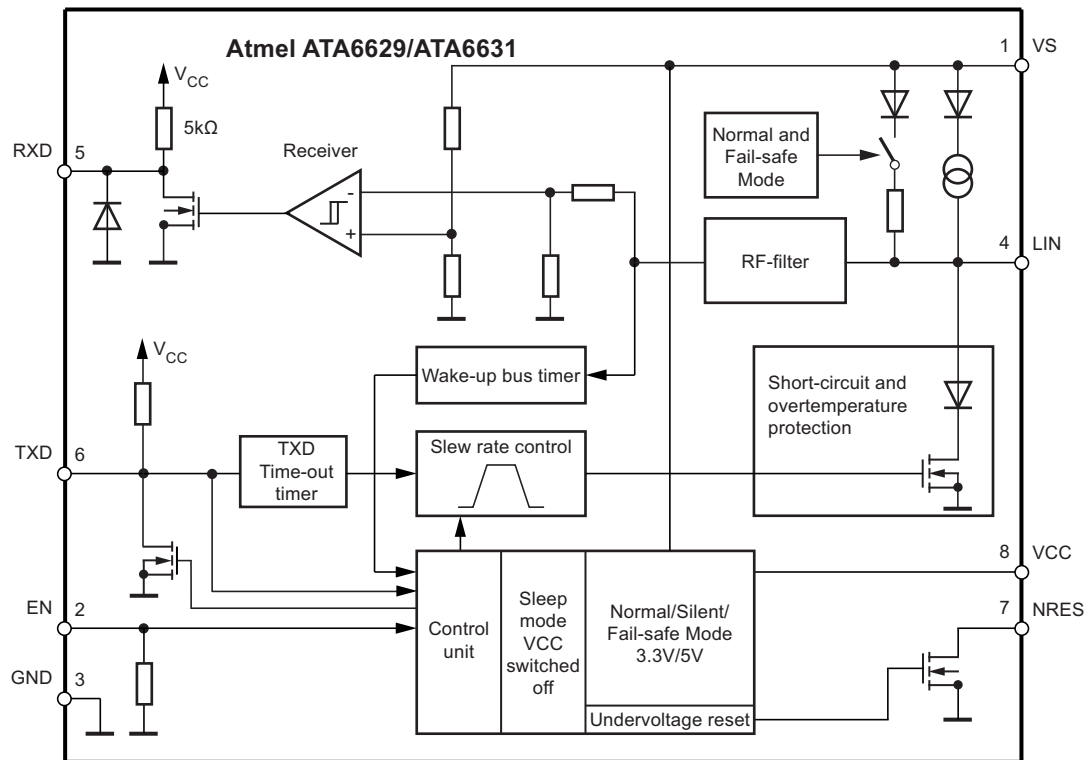 Atmel ATA6629/ATA6631
1
VS
VCC
5kΩ
RXD
5
Receiver
-
+
Normal and
Fail-safe
Mode
RF-filter
4
LIN
VCC
Wake-up bus timer
Short-circuit and
overtemperature
protection
TXD
6
TXD
Time-out
timer
Slew rate control
EN
2
GND
3
Control
unit
Sleep
mode
VCC
switched
off
Normal/Silent/
Fail-safe Mode
3.3V/5V
Undervoltage reset
8
VCC
7
NRES